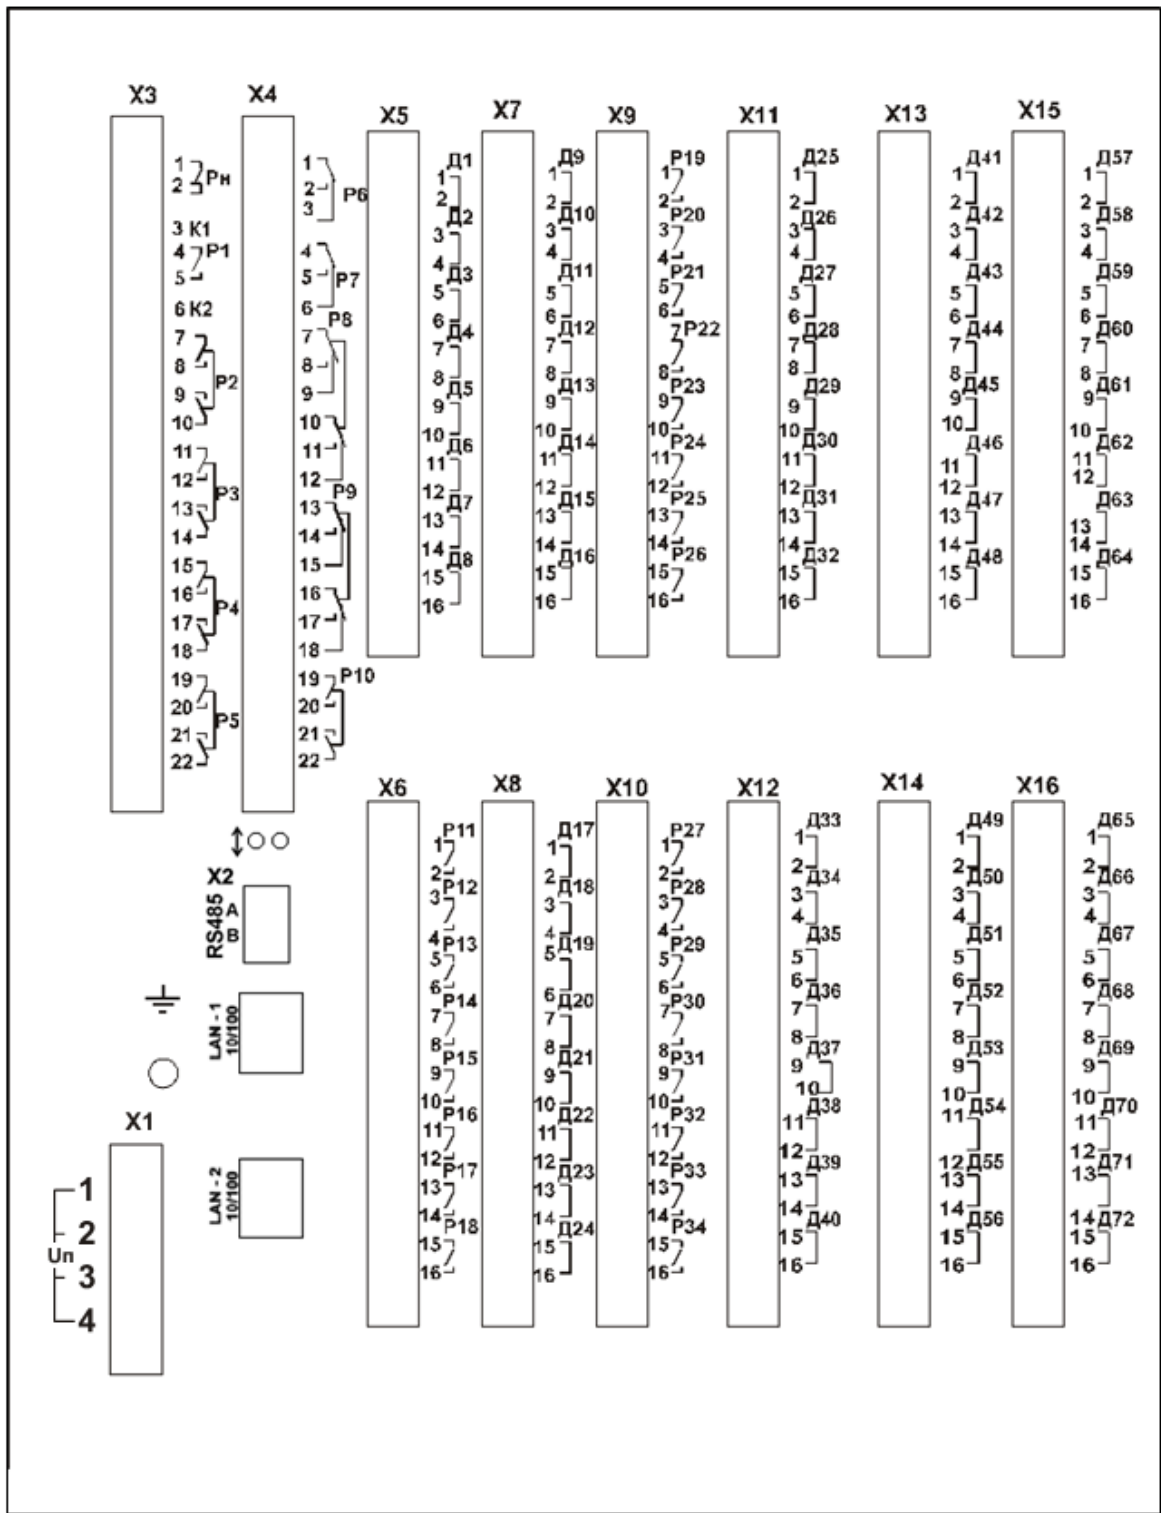 X3
1
2 Рн
3 К1
4 Р1
5
6 К2
7
8
Р2
9
10
11
12
Р3
13
14
15
16
Р4
17
18
19
20
Р5
21
22
X4
1
2 Р6
3
4
5 Р7
6
Р8
7
8
9
10
11
12
Р9
13
14
15
16
17
18
19 Р10
20
21
22
X5
Д1
1
2
Д2
3
4
Д3
5
6
Д4
7
8
Д5
9
10
Д6
11
12
Д7
13
14
Д8
15
16
X7
Д9
1
2
Д10
3
4
Д11
5
6
Д12
7
8
Д13
9
10
Д14
11
12
Д15
13
14
Д16
15
16
X9
Р19
1
2
Р20
3
4
Р21
5
6
7 Р22
8
Р23
9
10
Р24
11
12
Р25
13
14
Р26
15
16
X11
Д25
1
2
Д26
3
4
Д27
5
6
Д28
7
8
Д29
9
10
Д30
11
12
Д31
13
14
Д32
15
16
X13
Д41
1
2
Д42
3
4
Д43
5
6
Д44
7
8
Д45
9
10
Д46
11
12
Д47
13
14
Д48
15
16
X15
Д57
1
2
Д58
3
4
Д59
5
6
Д60
7
8
Д61
9
10
Д62
11
12
Д63
13
14
Д64
15
16
X2
RS485
A
B
LAN - 1
10/100
LAN - 2
10/100
X1
1
2
Uп
3
4
X6
Р11
1
2
Р12
3
4
Р13
5
6
Р14
7
8
Р15
9
10
Р16
11
12
Р17
13
14
Р18
15
16
X8
Д17
1
2
Д18
3
4
Д19
5
6
Д20
7
8
Д21
9
10
Д22
11
12
Д23
13
14
Д24
15
16
X10
Р27
1
2
Р28
3
4
Р29
5
6
Р30
7
8
Р31
9
10
Р32
11
12
Р33
13
14
Р34
15
16
X12
Д33
1
2
Д34
3
4
Д35
5
6
Д36
7
8
Д37
9
10
Д38
11
12
Д39
13
14
Д40
15
16
X14
Д49
1
2
Д50
3
4
Д51
5
6
Д52
7
8
Д53
9
10
Д54
11
12
Д55
13
14
Д56
15
16
X16
Д65
1
2
Д66
3
4
Д67
5
6
Д68
7
8
Д69
9
10
Д70
11
12
Д71
13
14
Д72
15
16